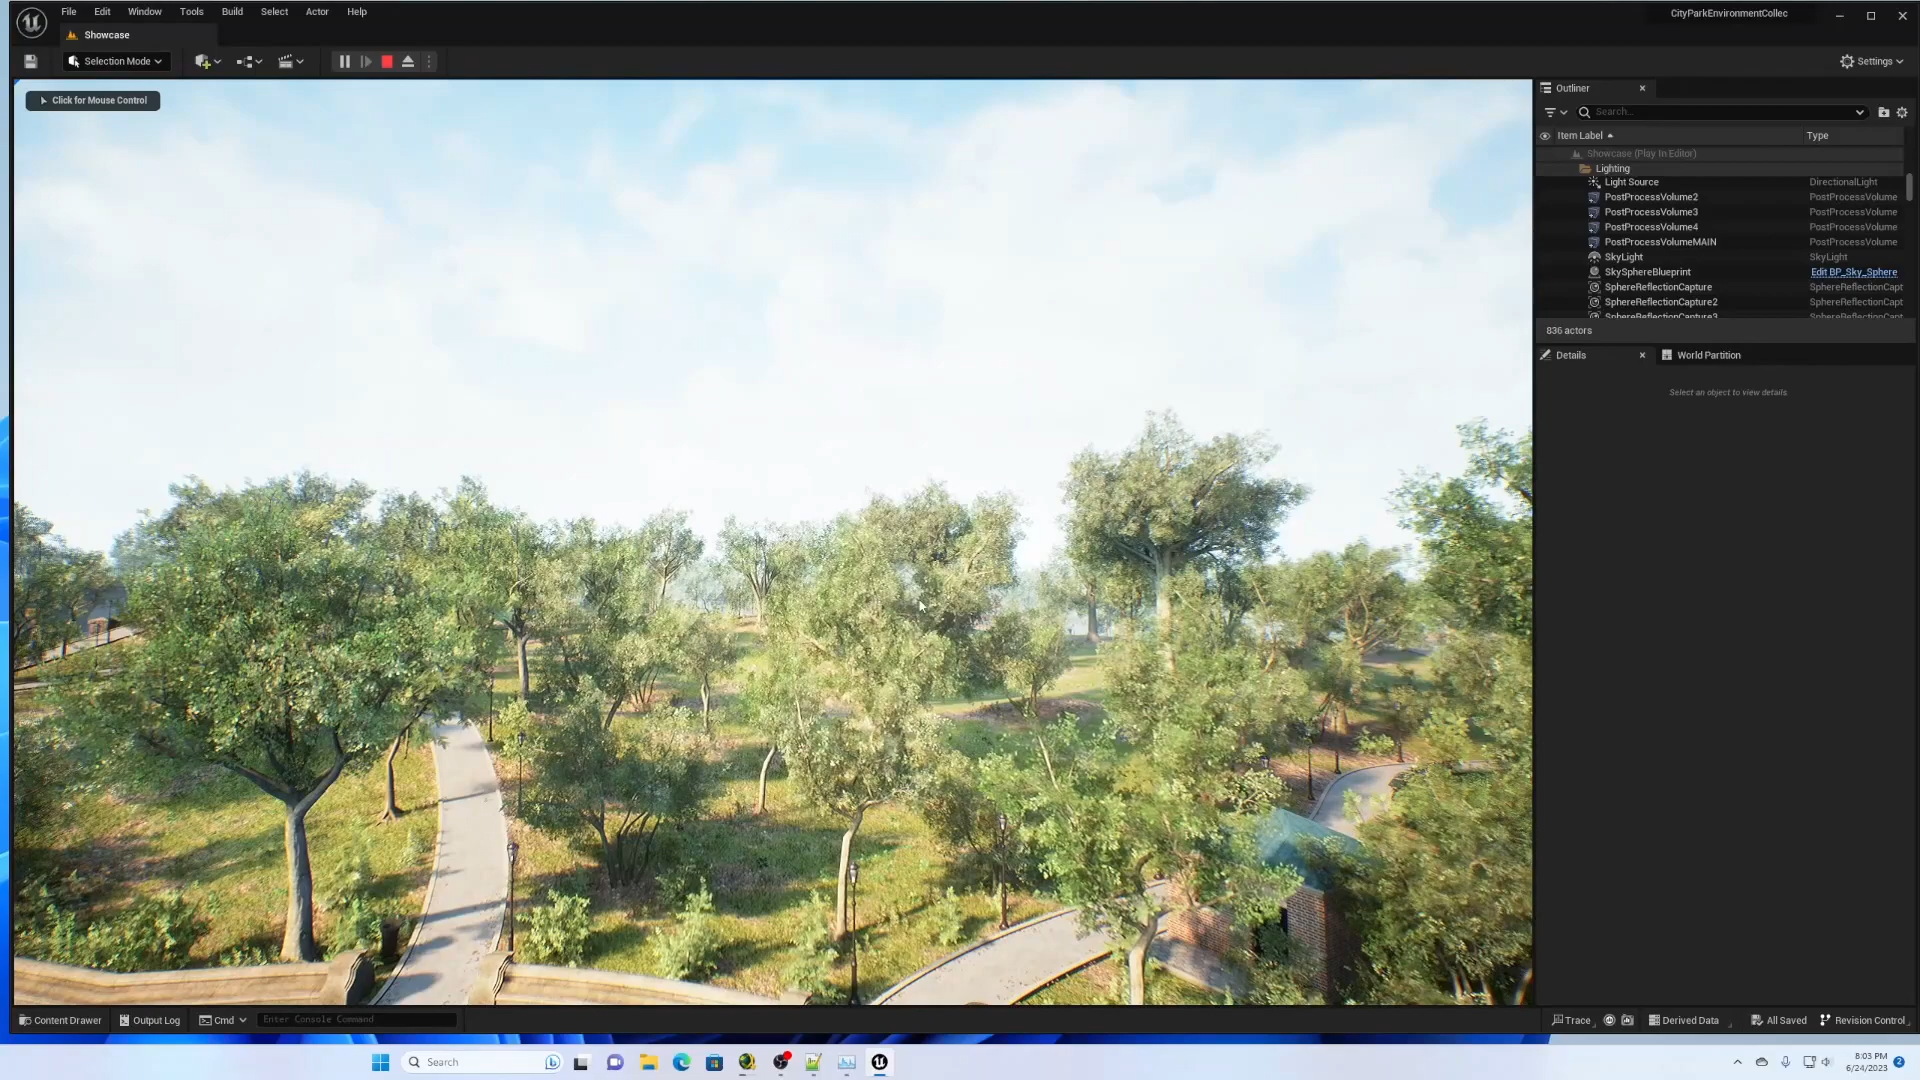 File Edit Window Tools Build Select Actor Help
CityParkEnvironmentCollec
Showcase
Selection Mode
Settings
Click for Mouse Control
Outliner
Search...
Item Label
Type
Showcase (Play In Editor)
Lighting
Light Source DirectionalLight
PostProcessVolume2 PostProcessVolume
PostProcessVolume3 PostProcessVolume
PostProcessVolume4 PostProcessVolume
PostProcessVolumeMAIN PostProcessVolume
SkyLight SkyLight
SkySphereBlueprint Edit BP_Sky_Sphere
SphereReflectionCapture SphereReflectionCapt
SphereReflectionCapture2 SphereReflectionCapt
SphereReflectionCapture3 SphereReflectionCapt
836 actors
Details
World Partition
Select an object to view details.
Content Drawer Output Log Cmd Enter Console Command
Trace Derived Data All Saved Revision Control
Search
8:03 PM
6/24/2023
2